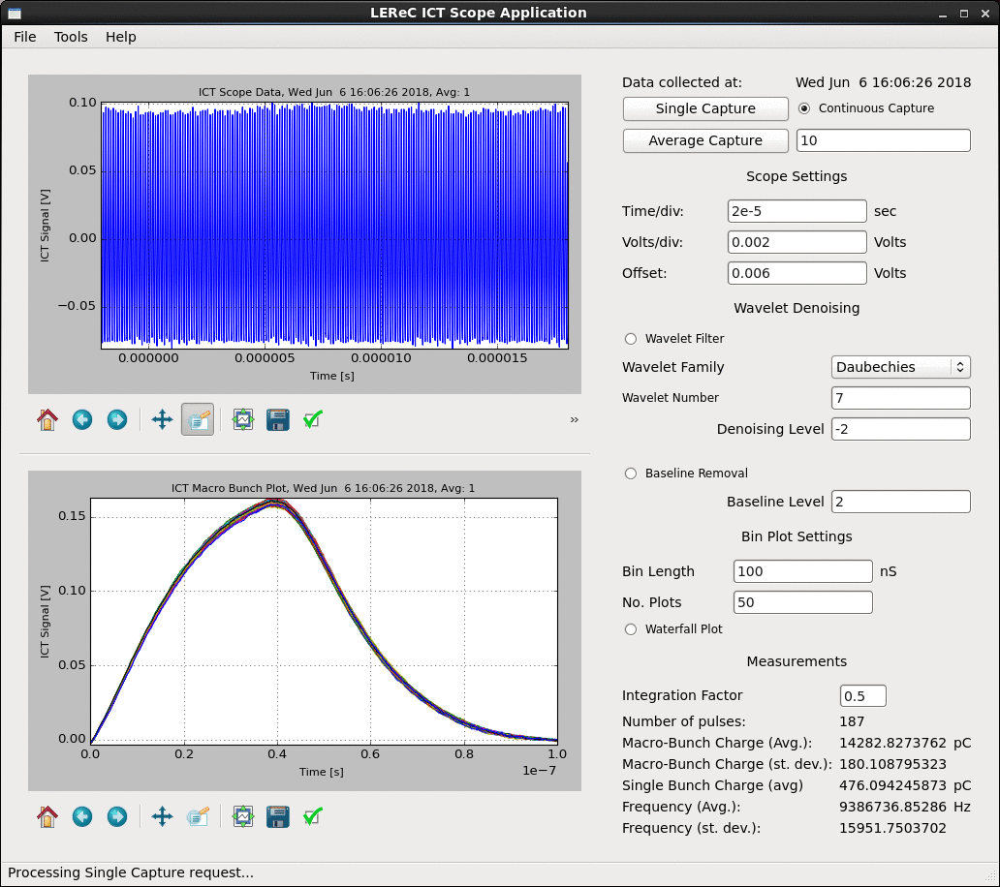 LEReC ICT Scope Application
File Tools Help
ICT Scope Data, Wed Jun  6 16:06:26 2018, Avg: 1
0.10
0.05
0.00
−0.05
ICT Signal [V]
0.000000 0.000005 0.000010 0.000015
Time [s]
»
ICT Macro Bunch Plot, Wed Jun  6 16:06:26 2018, Avg: 1
0.15
0.10
0.05
0.00
ICT Signal [V]
0.0 0.2 0.4 0.6 0.8 1.0
Time [s]
1e−7
Data collected at: Wed Jun  6 16:06:26 2018
Single Capture Continuous Capture
Average Capture 10
Scope Settings
Time/div: 2e-5 sec
Volts/div: 0.002 Volts
Offset: 0.006 Volts
Wavelet Denoising
Wavelet Filter
Wavelet Family Daubechies
Wavelet Number 7
Denoising Level -2
Baseline Removal
Baseline Level 2
Bin Plot Settings
Bin Length 100 nS
No. Plots 50
Waterfall Plot
Measurements
Integration Factor 0.5
Number of pulses: 187
Macro-Bunch Charge (Avg.): 14282.8273762 pC
Macro-Bunch Charge (st. dev.): 180.108795323
Single Bunch Charge (avg) 476.094245873 pC
Frequency (Avg.): 9386736.85286 Hz
Frequency (st. dev.): 15951.7503702
Processing Single Capture request...